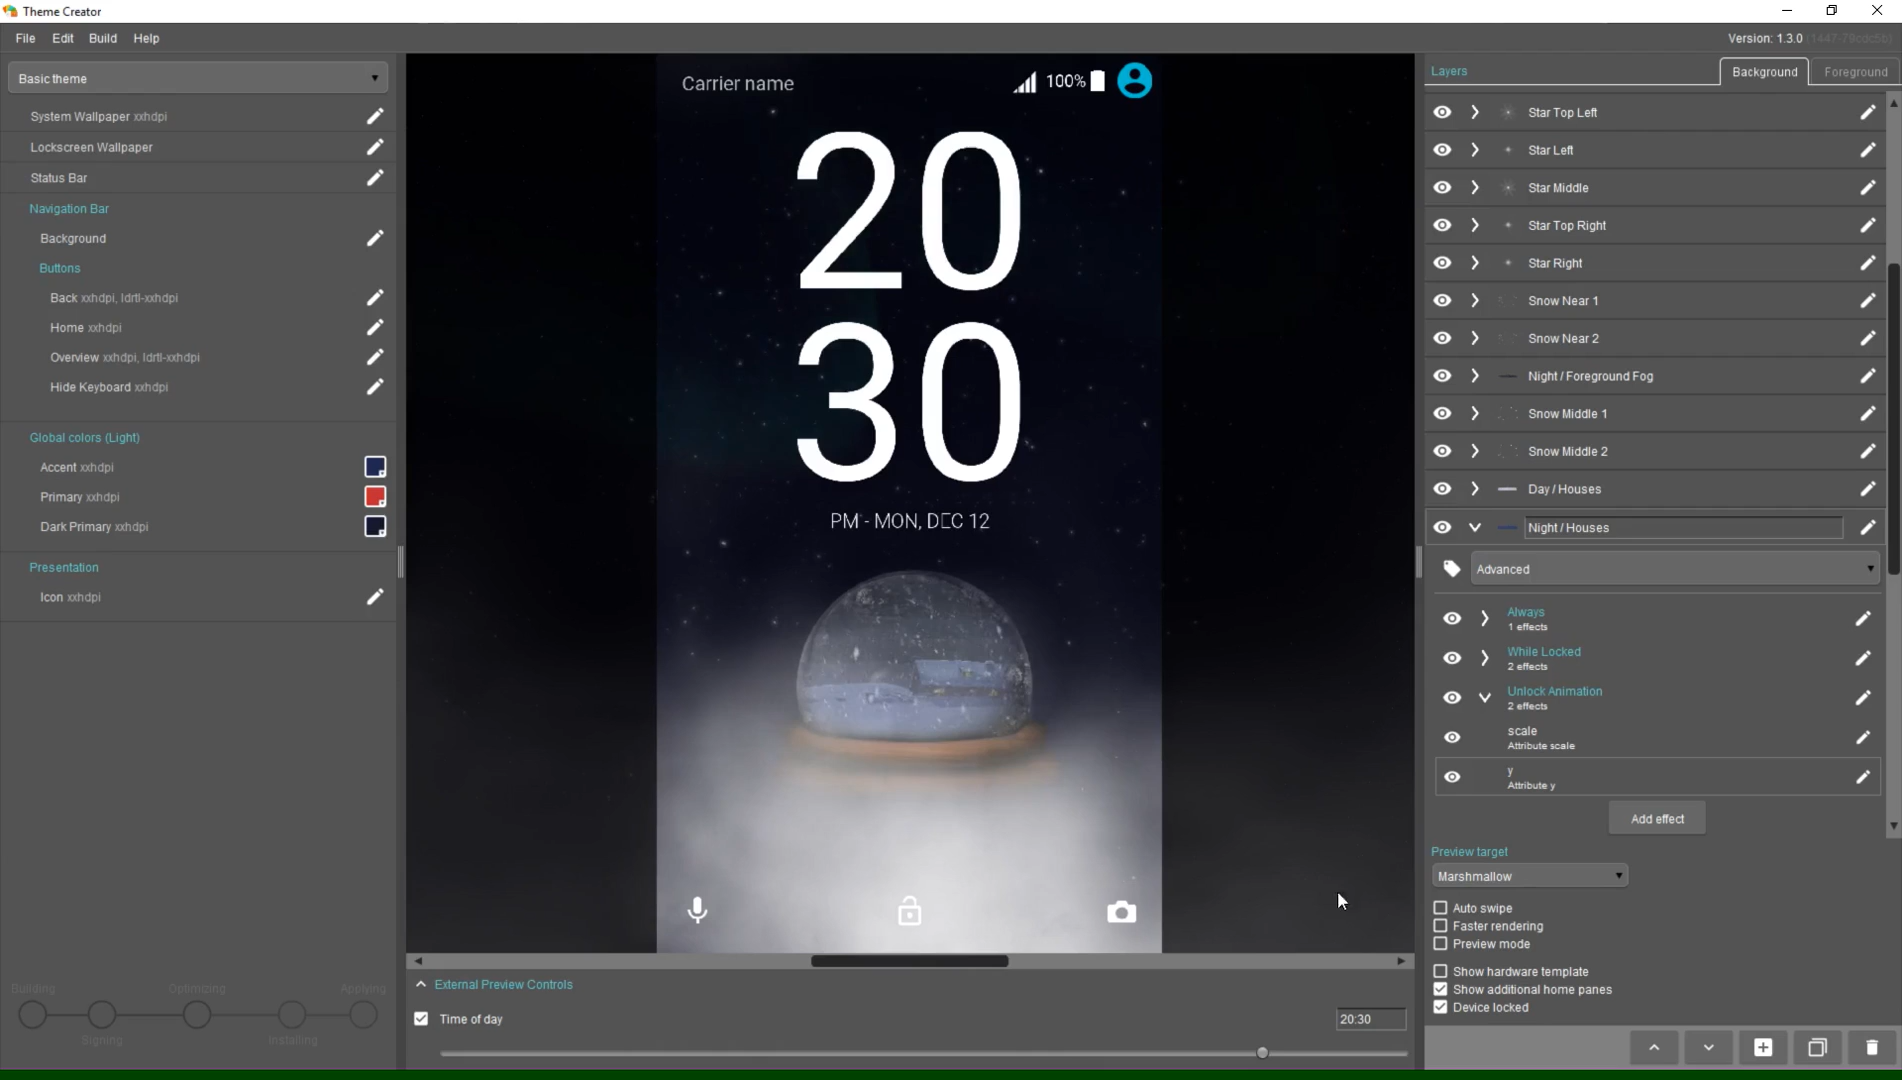 Theme Creator
File Edit Build Help
Version: 1.3.0 (1447-79cdc5b)
Basic theme
System Wallpaper xxhdpi
Lockscreen Wallpaper
Status Bar
Navigation Bar
Background
Buttons
Back xxhdpi, ldrtl-xxhdpi
Home xxhdpi
Overview xxhdpi, ldrtl-xxhdpi
Hide Keyboard xxhdpi
Global colors (Light)
Accent xxhdpi
Primary xxhdpi
Dark Primary xxhdpi
Presentation
Icon xxhdpi
Building
Optimizing
Applying
Signing
Installing
Carrier name
100%
20
30
PM - MON, DEC 12
External Preview Controls
Time of day
20:30
Layers
Background
Foreground
Star Top Left
Star Left
Star Middle
Star Top Right
Star Right
Snow Near 1
Snow Near 2
Night / Foreground Fog
Snow Middle 1
Snow Middle 2
Day / Houses
Night / Houses
Advanced
Always
1 effects
While Locked
2 effects
Unlock Animation
2 effects
scale
Attribute scale
y
Attribute y
Add effect
Preview target
Marshmallow
Auto swipe
Faster rendering
Preview mode
Show hardware template
Show additional home panes
Device locked